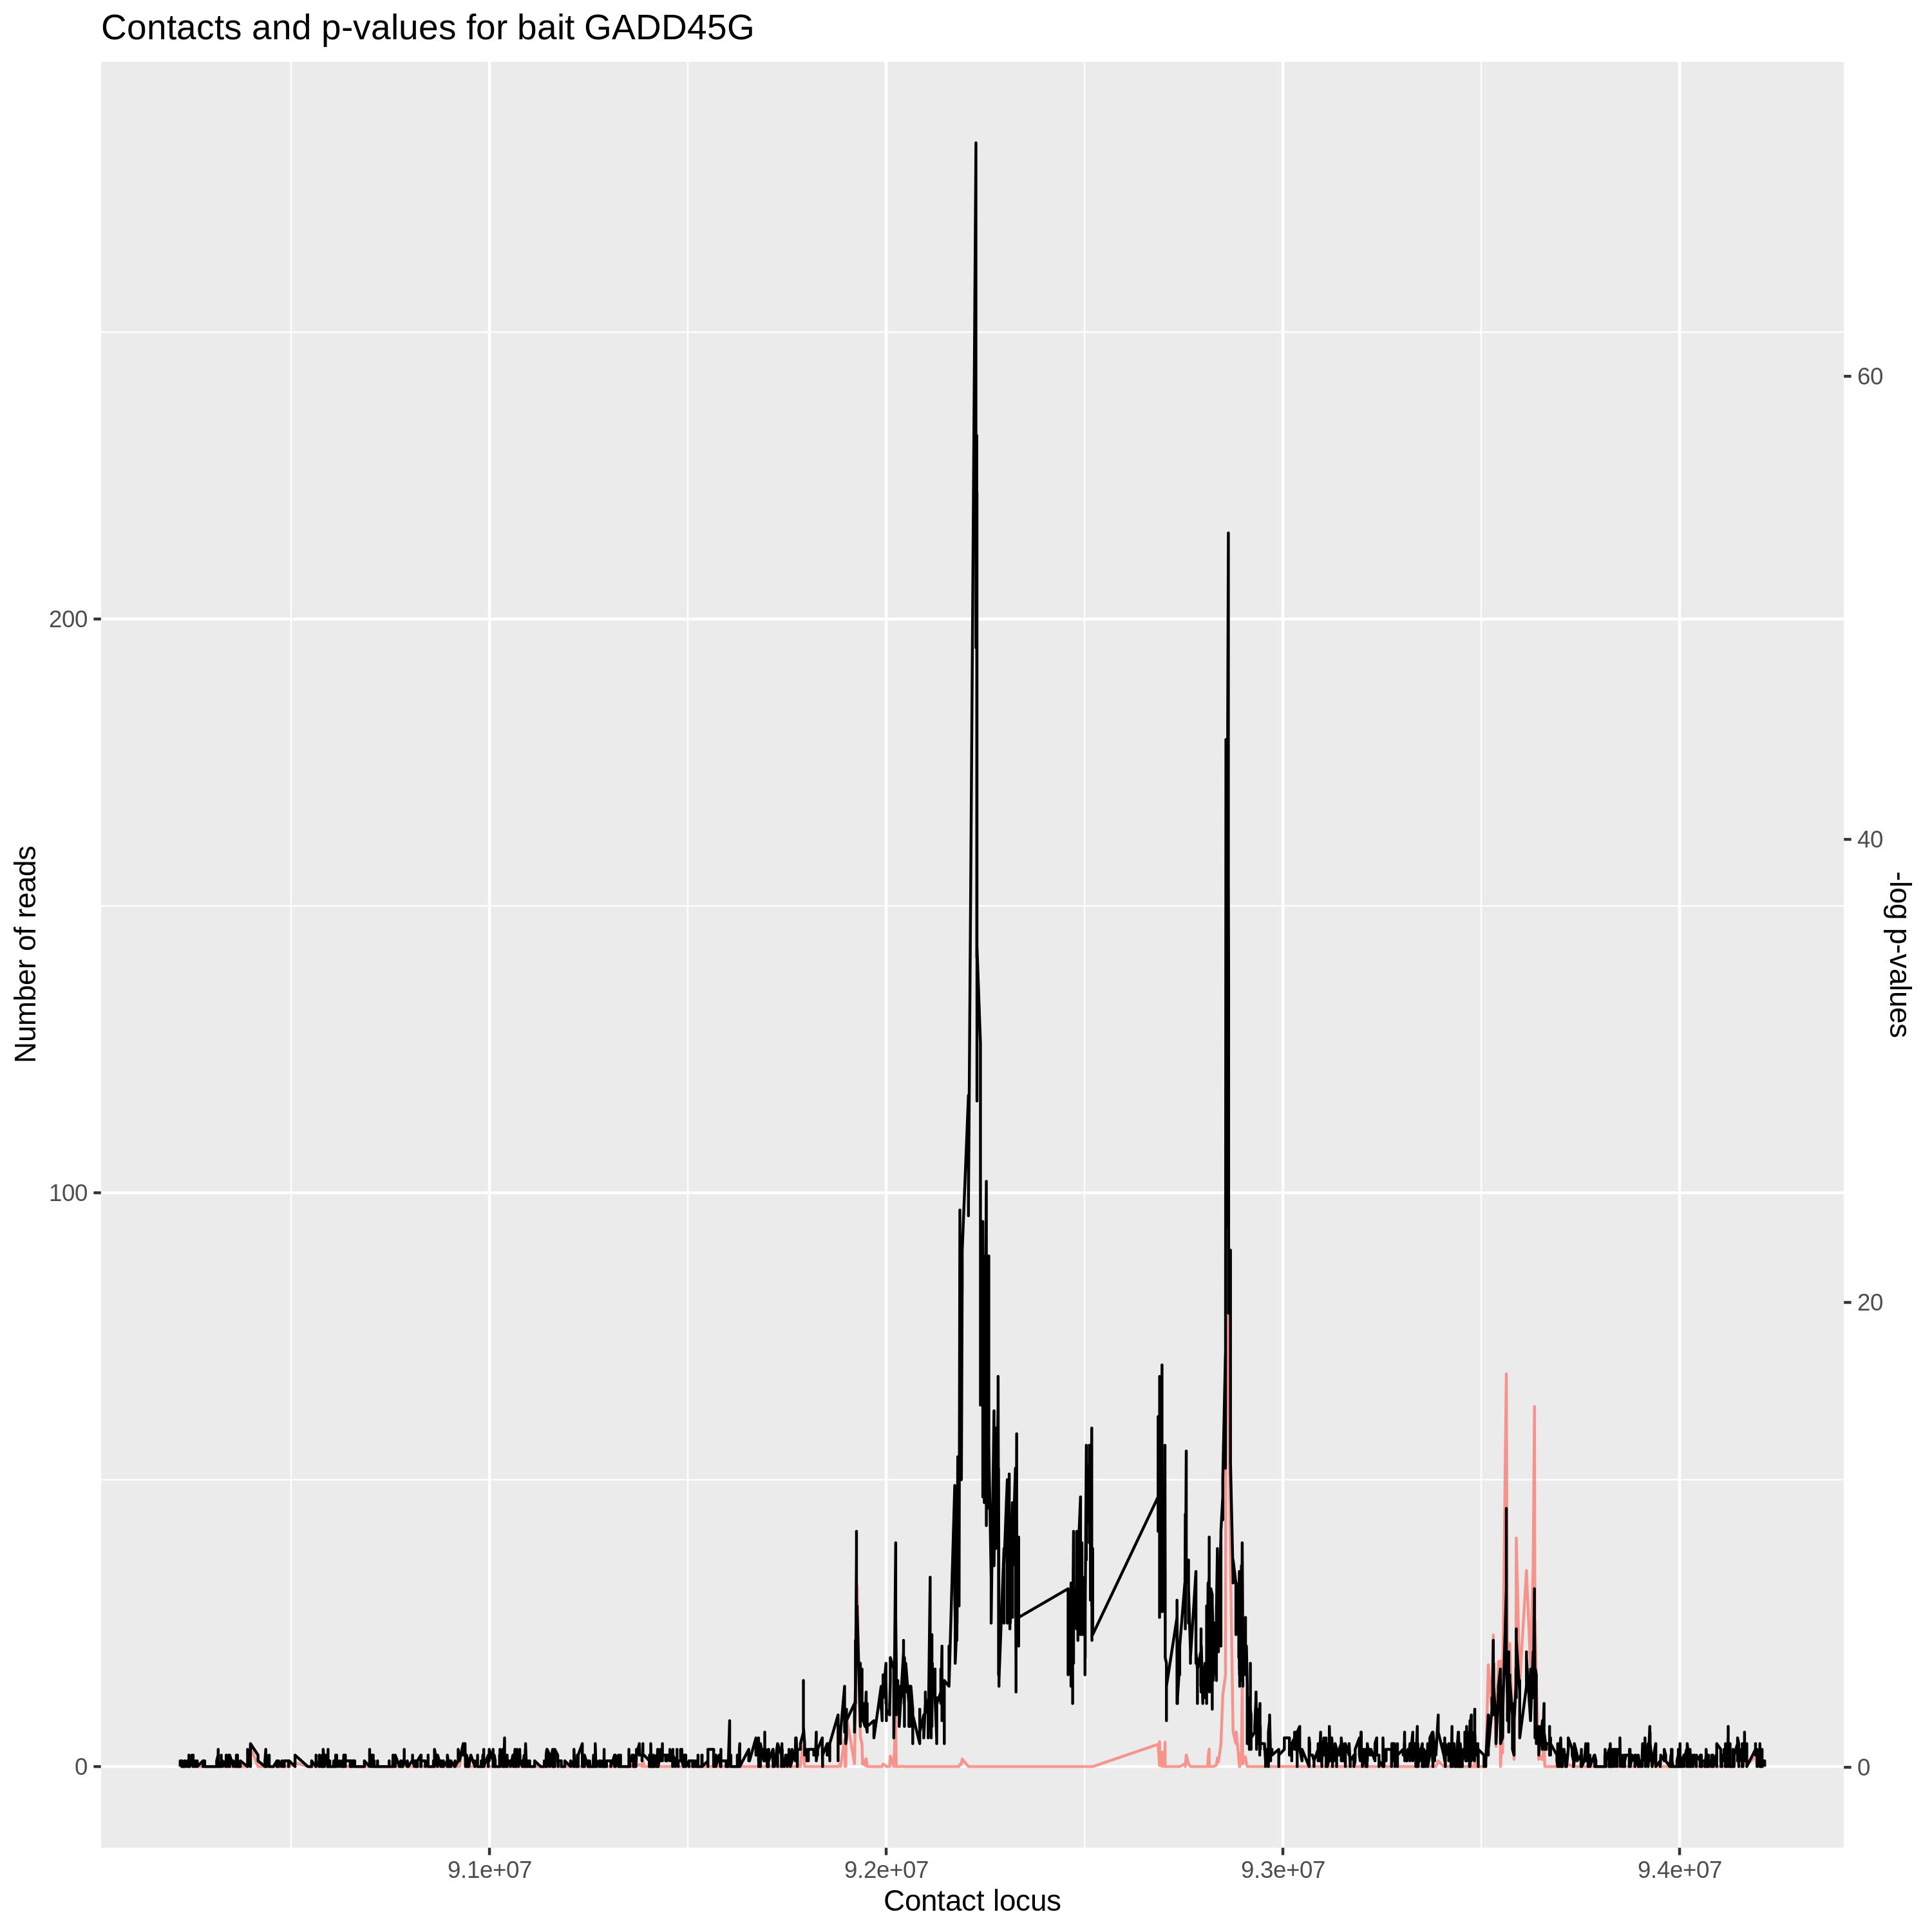 Contacts and p-values for bait GADD45G
Number of reads
200
100
0
60
40
20
0
-log p-values
9.1e+07 9.2e+07 9.3e+07 9.4e+07
Contact locus